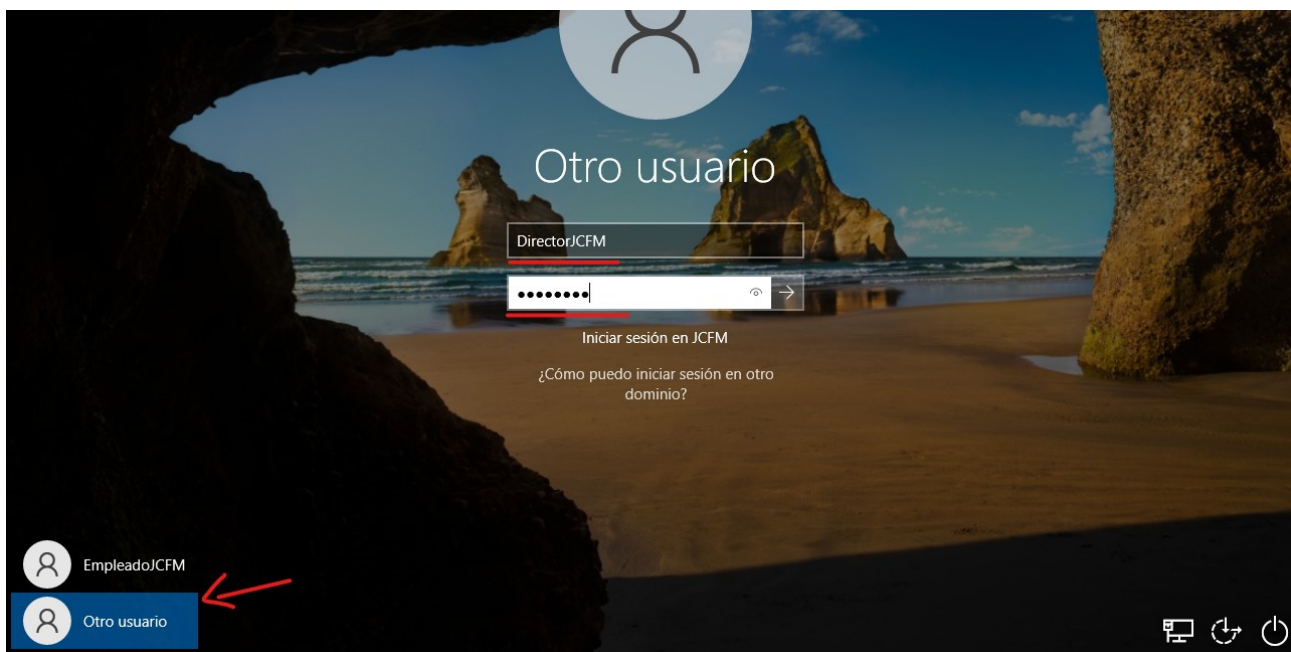 Otro usuario
DirectorJCFM
Iniciar sesión en JCFM
¿Cómo puedo iniciar sesión en otro
dominio?
EmpleadoJCFM
Otro usuario